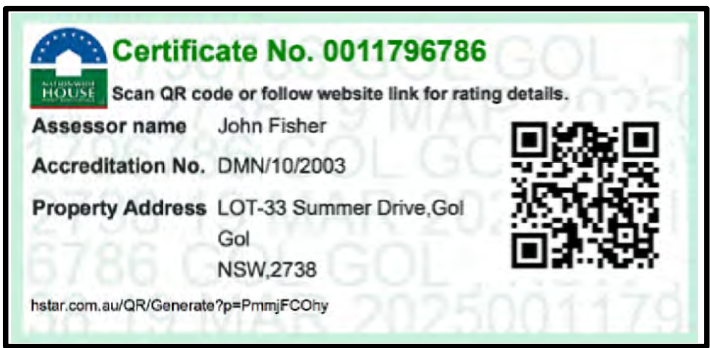 Certificate No. 0011796786
NATIONWIDE
HOUSE
Scan QR code or follow website link for rating details.
Assessor name John Fisher
Accreditation No. DMN/10/2003
Property Address LOT-33 Summer Drive,Gol
Gol
NSW,2738
hstar.com.au/QR/Generate?p=PmmjFCOhy